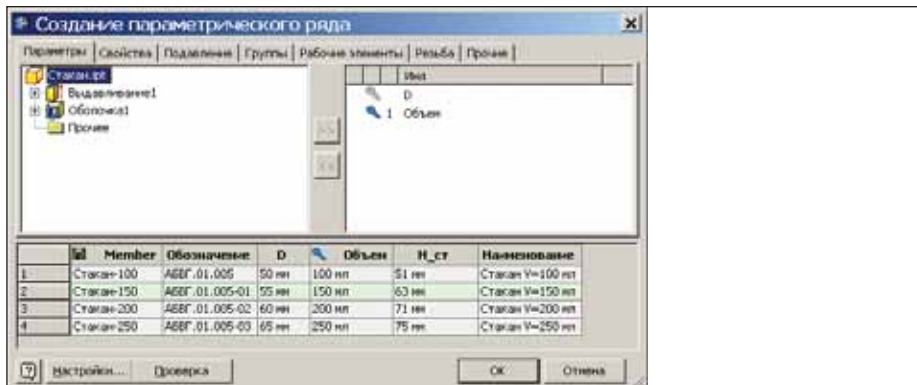 Создание параметрического ряда
Параметры Свойства Подавление Группы Рабочие элементы Резьба Прочие
Стакан.ipt
Выдавливание1
Оболочка1
Прочее
Имя
D
1 Объем
>>
<<
Member Обозначение D Объем H_ст Наименование
1 Стакан-100 АБВГ.01.005 50 мм 100 мл 51 мм Стакан V=100 мл
2 Стакан-150 АБВГ.01.005-01 55 мм 150 мл 63 мм Стакан V=150 мл
3 Стакан-200 АБВГ.01.005-02 60 мм 200 мл 71 мм Стакан V=200 мл
4 Стакан-250 АБВГ.01.005-03 65 мм 250 мл 75 мм Стакан V=250 мл
? Настройки... Проверка OK Отмена